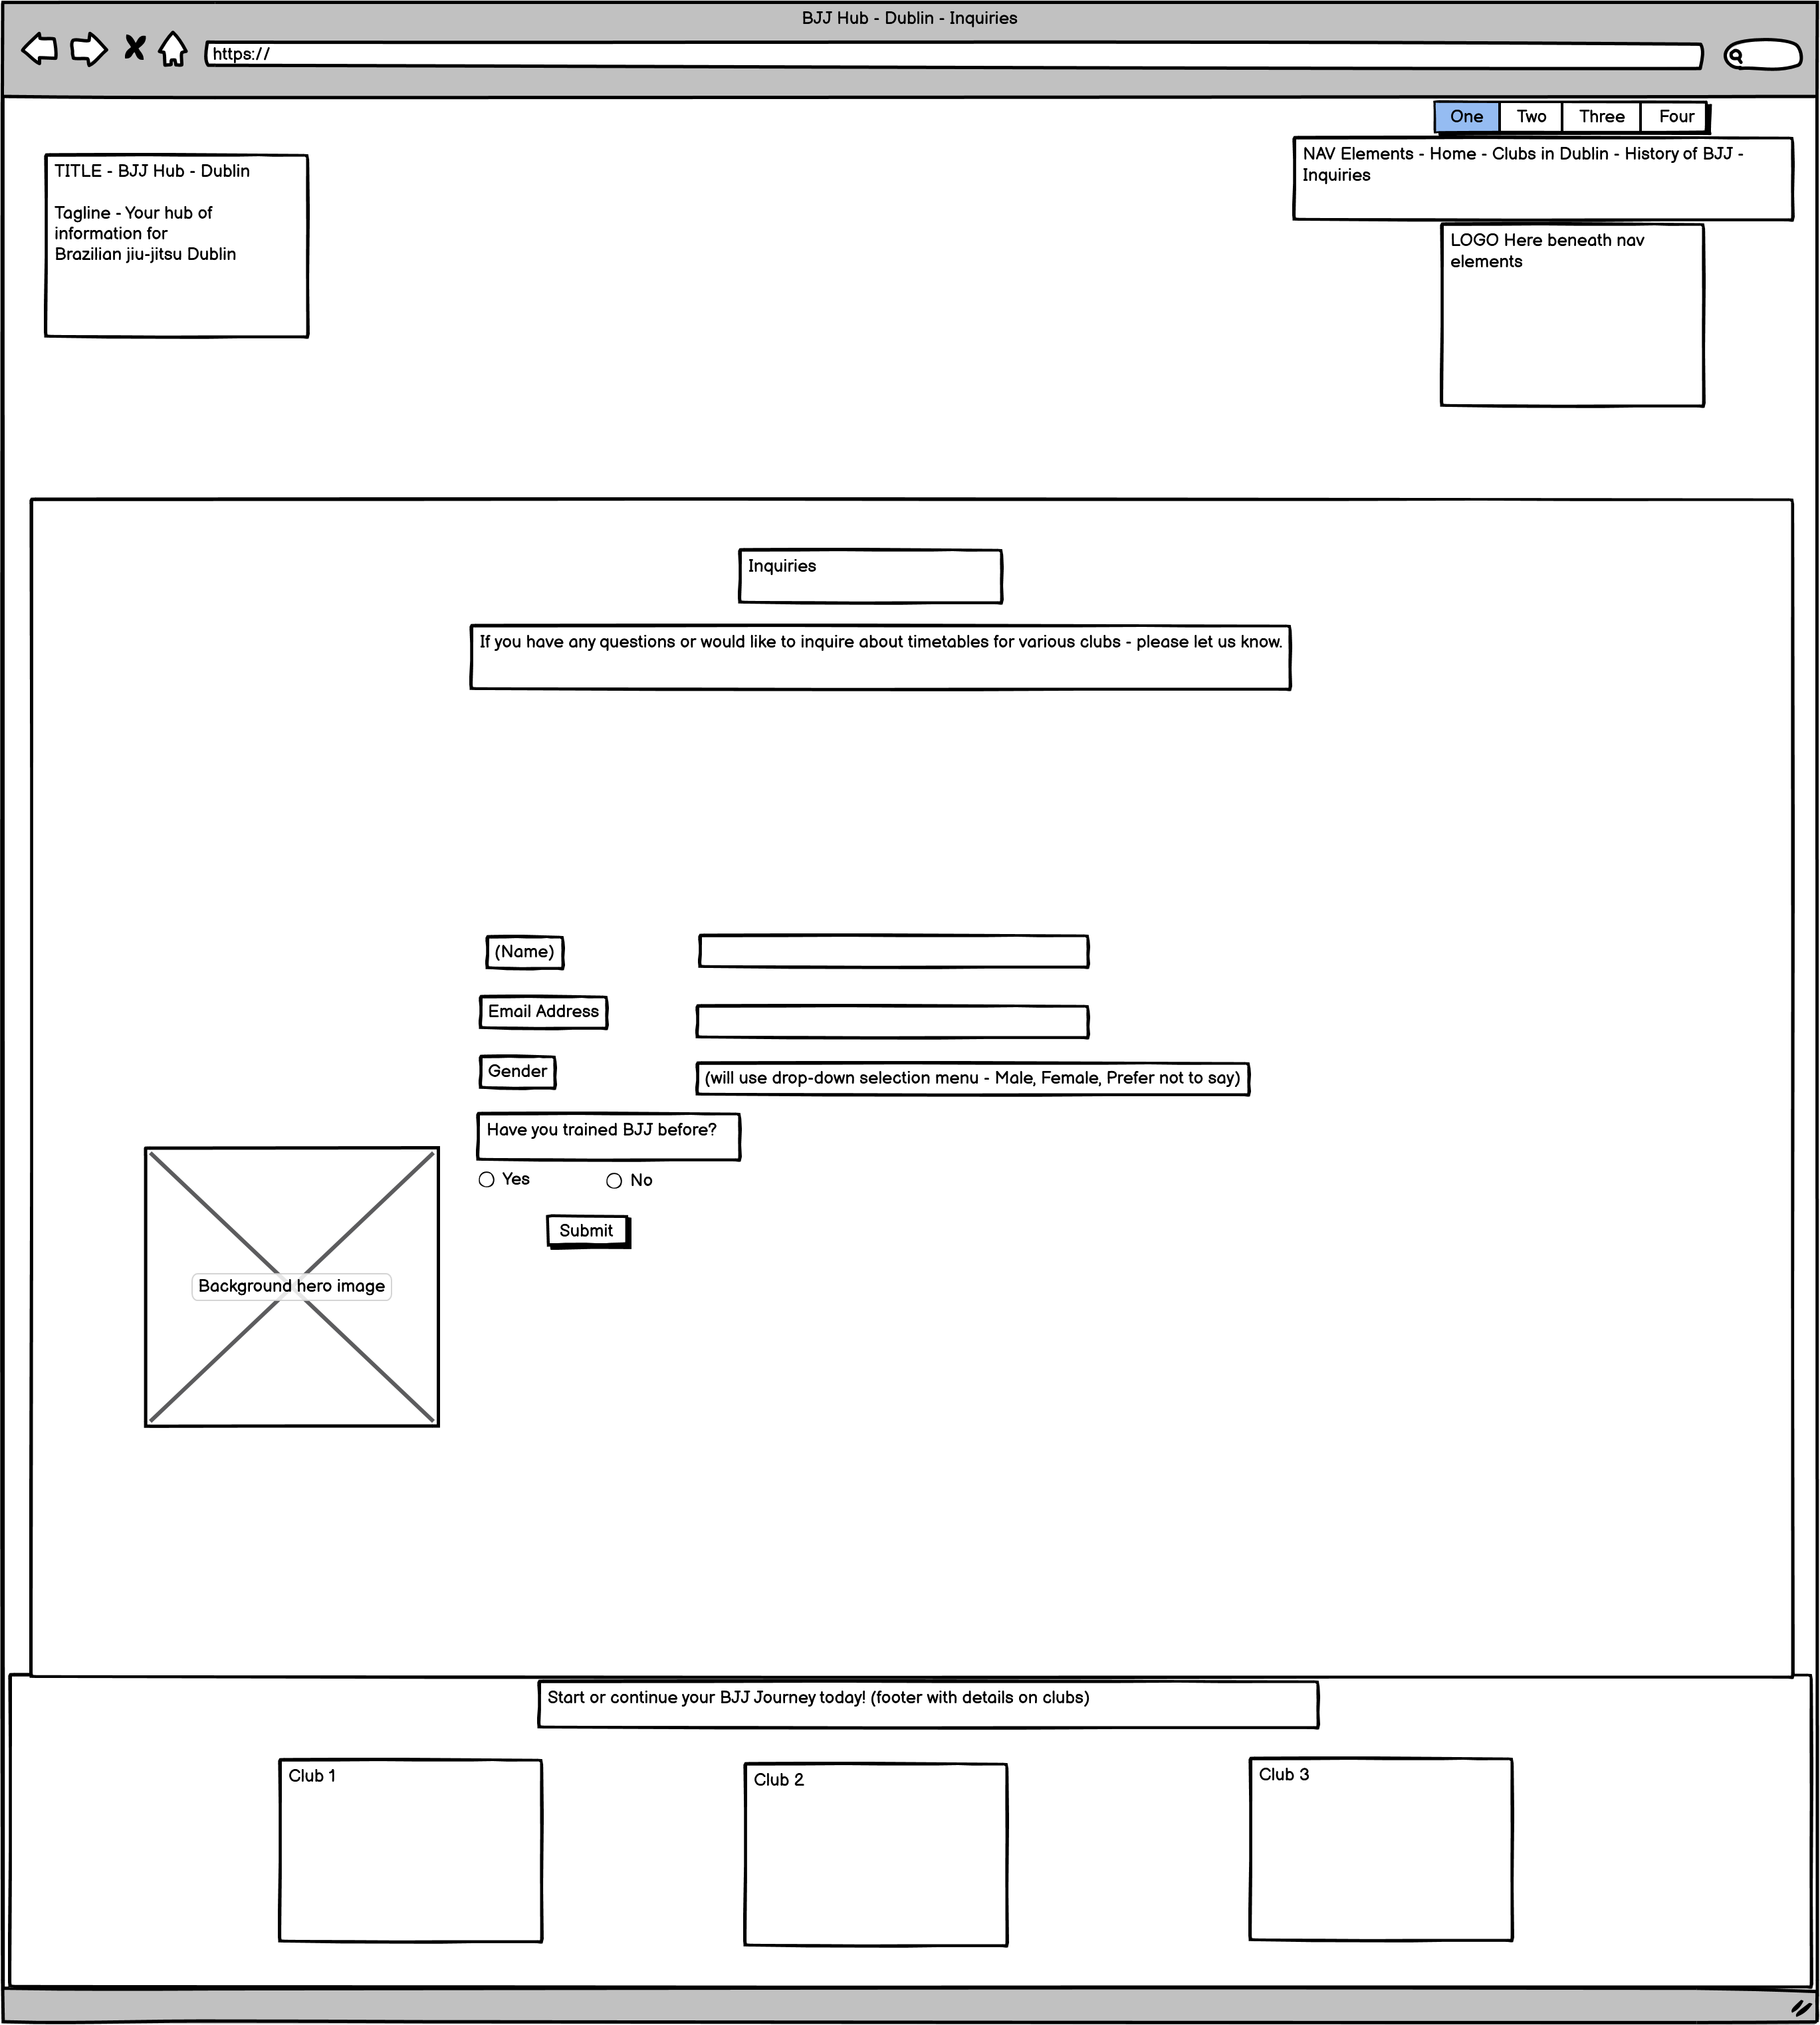 BJJ Hub - Dublin - Inquiries
https://
One Two Three Four
NAV Elements - Home - Clubs in Dublin - History of BJJ -
Inquiries
TITLE - BJJ Hub - Dublin
Tagline - Your hub of
information for
Brazilian jiu-jitsu Dublin
LOGO Here beneath nav
elements
Inquiries
If you have any questions or would like to inquire about timetables for various clubs - please let us know.
(Name)
Email Address
Gender
(will use drop-down selection menu - Male, Female, Prefer not to say)
Have you trained BJJ before?
Yes No
Submit
Background hero image
Start or continue your BJJ Journey today! (footer with details on clubs)
Club 1
Club 2
Club 3